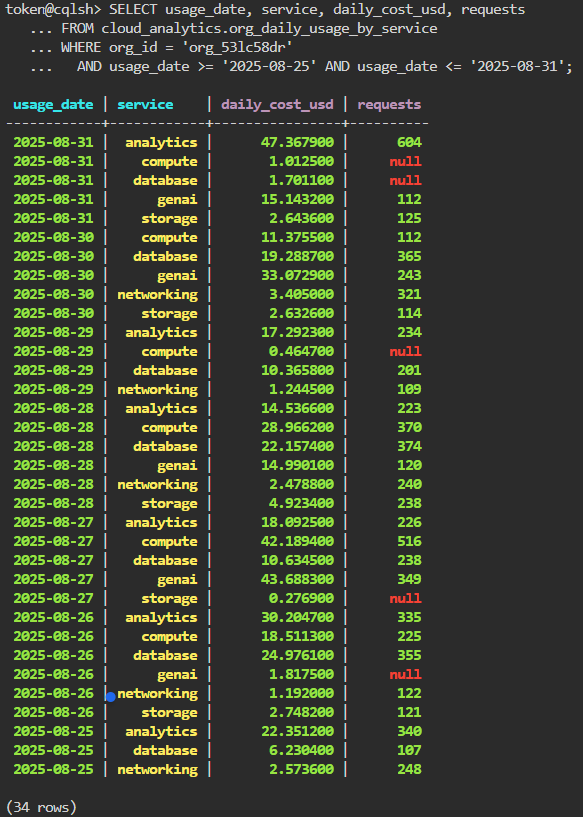 token@cqlsh> SELECT usage_date, service, daily_cost_usd, requests
   ... FROM cloud_analytics.org_daily_usage_by_service
   ... WHERE org_id = 'org_53lc58dr'
   ...   AND usage_date >= '2025-08-25' AND usage_date <= '2025-08-31';
 usage_date | service    | daily_cost_usd | requests
------------+------------+----------------+----------
 2025-08-31 |  analytics |      47.367900 |      604
 2025-08-31 |    compute |       1.012500 |     null
 2025-08-31 |   database |       1.701100 |     null
 2025-08-31 |      genai |      15.143200 |      112
 2025-08-31 |    storage |       2.643600 |      125
 2025-08-30 |    compute |      11.375500 |      112
 2025-08-30 |   database |      19.288700 |      365
 2025-08-30 |      genai |      33.072900 |      243
 2025-08-30 | networking |       3.405000 |      321
 2025-08-30 |    storage |       2.632600 |      114
 2025-08-29 |  analytics |      17.292300 |      234
 2025-08-29 |    compute |       0.464700 |     null
 2025-08-29 |   database |      10.365800 |      201
 2025-08-29 | networking |       1.244500 |      109
 2025-08-28 |  analytics |      14.536600 |      223
 2025-08-28 |    compute |      28.966200 |      370
 2025-08-28 |   database |      22.157400 |      374
 2025-08-28 |      genai |      14.990100 |      120
 2025-08-28 | networking |       2.478800 |      240
 2025-08-28 |    storage |       4.923400 |      238
 2025-08-27 |  analytics |      18.092500 |      226
 2025-08-27 |    compute |      42.189400 |      516
 2025-08-27 |   database |      10.634500 |      238
 2025-08-27 |      genai |      43.688300 |      349
 2025-08-27 |    storage |       0.276900 |     null
 2025-08-26 |  analytics |      30.204700 |      335
 2025-08-26 |    compute |      18.511300 |      225
 2025-08-26 |   database |      24.976100 |      355
 2025-08-26 |      genai |       1.817500 |     null
 2025-08-26 | networking |       1.192000 |      122
 2025-08-26 |    storage |       2.748200 |      121
 2025-08-25 |  analytics |      22.351200 |      340
 2025-08-25 |   database |       6.230400 |      107
 2025-08-25 | networking |       2.573600 |      248
(34 rows)